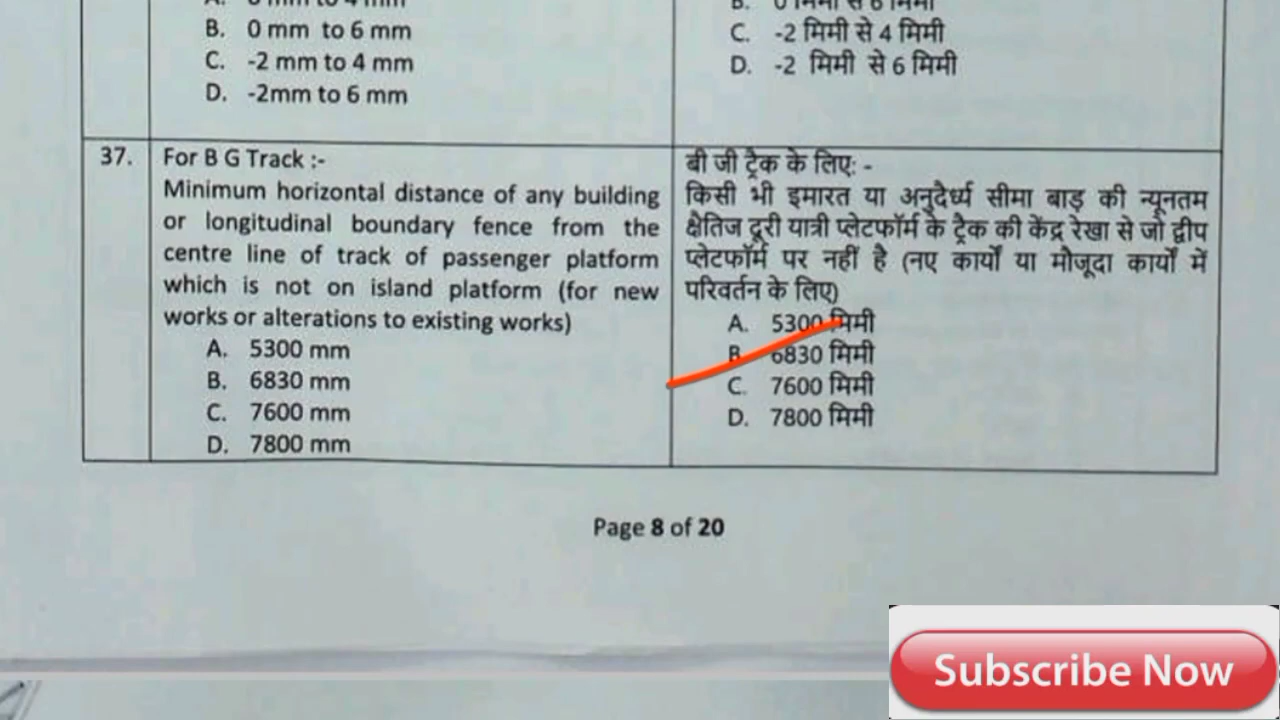 B. 0 mm to 6 mm
C. -2 mm to 4 mm
D. -2mm to 6 mm
C. -2 मिमी से 4 मिमी
D. -2 मिमी से 6 मिमी
37.
For B G Track :-
Minimum horizontal distance of any building
or longitudinal boundary fence from the
centre line of track of passenger platform
which is not on island platform (for new
works or alterations to existing works)
A. 5300 mm
B. 6830 mm
C. 7600 mm
D. 7800 mm
बी जी ट्रैक के लिए: -
किसी भी इमारत या अनुदैर्ध्य सीमा बाड़ की न्यूनतम
क्षैतिज दूरी यात्री प्लेटफॉर्म के ट्रैक की केंद्र रेखा से जो द्वीप
प्लेटफॉर्म पर नहीं है (नए कार्यों या मौजूदा कार्यों में
परिवर्तन के लिए)
A. 5300 मिमी
B. 6830 मिमी
C. 7600 मिमी
D. 7800 मिमी
Page 8 of 20
Subscribe Now